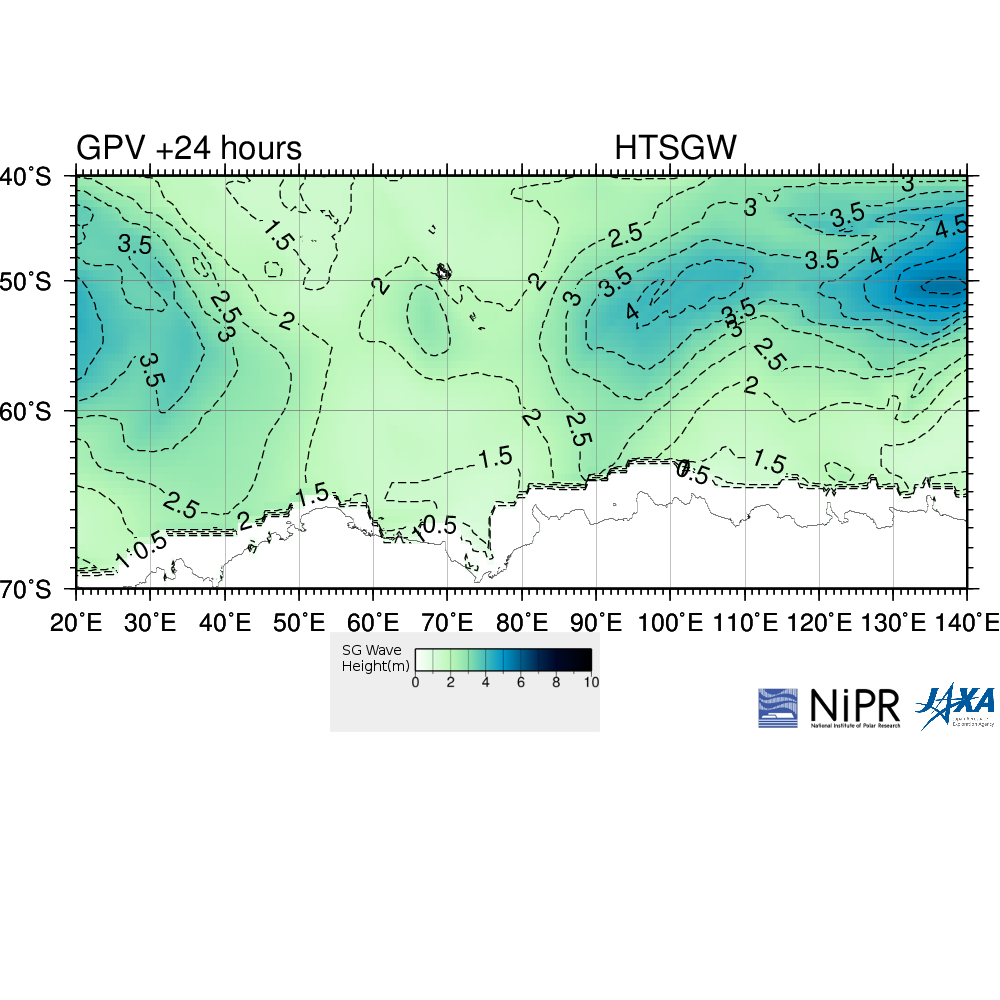 GPV +24 hours HTSGW
40°S
3
3 3.5
4.5
1.5 2.5
3.5
4
3.5
50°S
2 2 3.5
3
2.5 4
2 3.5
3 3
2.5
3.5
2
60°S
2 2.5
1.5 1.5
0.5
1.5
2.5
2 0.5
1
1 0.5
70°S
20°E 30°E 40°E 50°E 60°E 70°E 80°E 90°E 100°E 110°E 120°E 130°E 140°E
SG Wave
Height(m)
0 2 4 6 8 10
NiPR
National Institute of Polar Research
JAXA
Japan Aerospace
Exploration Agency